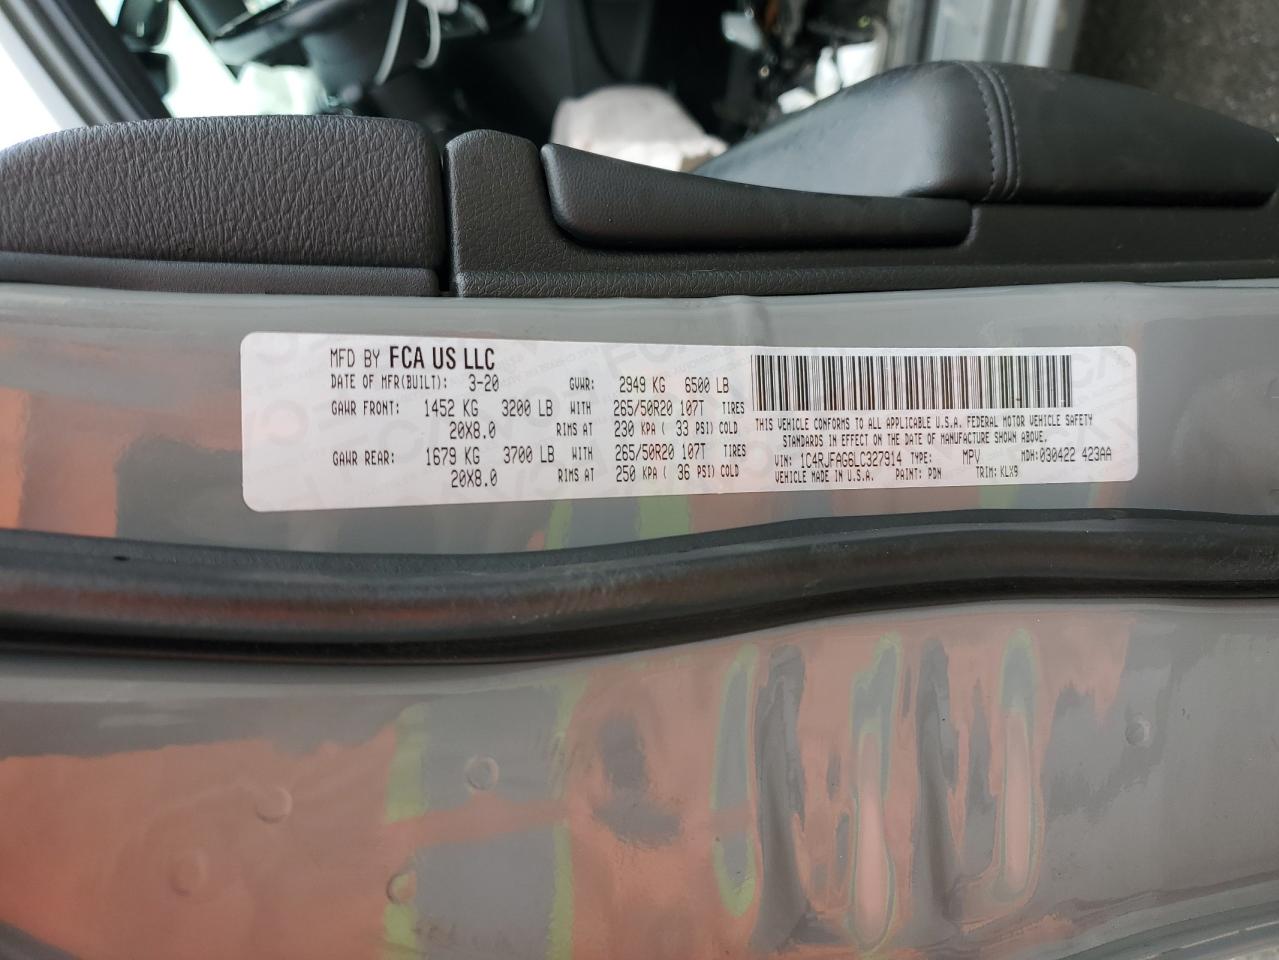 MFD BY FCA US LLC
DATE OF MFR(BUILT): 3-20 GVWR: 2949 KG 6500 LB
GAWR FRONT: 1452 KG 3200 LB WITH 265/50R20 107T TIRES
20X8.0 RIMS AT 230 KPA ( 33 PSI) COLD
GAWR REAR: 1679 KG 3700 LB WITH 265/50R20 107T TIRES
20X8.0 RIMS AT 250 KPA ( 36 PSI) COLD
THIS VEHICLE CONFORMS TO ALL APPLICABLE U.S.A. FEDERAL MOTOR VEHICLE SAFETY
STANDARDS IN EFFECT ON THE DATE OF MANUFACTURE SHOWN ABOVE.
VIN: 1C4RJFAG6LC327914 TYPE: MPV MDH: 030422 423AA
VEHICLE MADE IN U.S.A. PAINT: PDN TRIM: KLX9